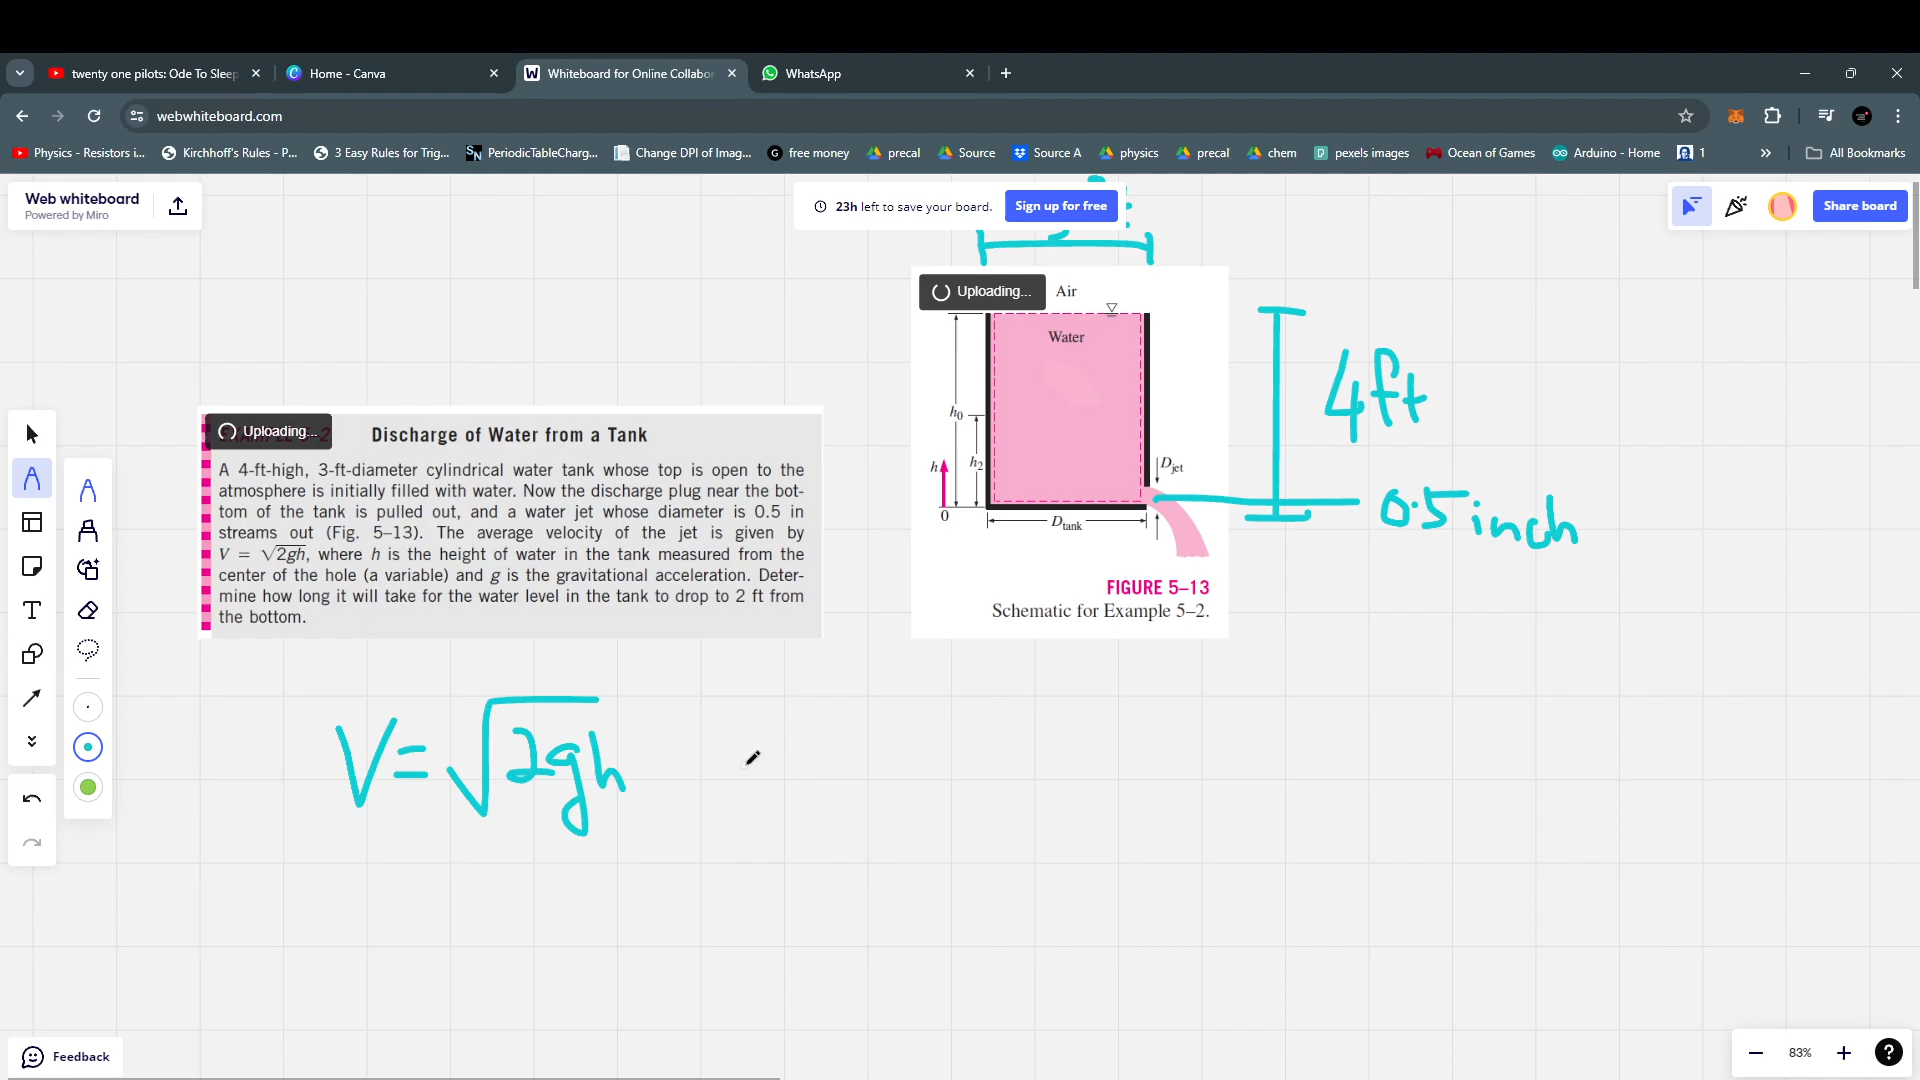 twenty one pilots: Ode To Sleep
Home - Canva
Whiteboard for Online Collabor
WhatsApp
webwhiteboard.com
Physics - Resistors i...
Kirchhoff's Rules - P...
3 Easy Rules for Trig...
PeriodicTableCharg...
Change DPI of Imag...
free money
precal
Source
Source A
physics
precal
chem
pexels images
Ocean of Games
Arduino - Home
1
All Bookmarks
Web whiteboard
Powered by Miro
23h left to save your board.
Sign up for free
Share board
Uploading...
Air
Water
h0
h2
h
0
Djet
Dtank
4ft
0.5 inch
FIGURE 5–13
Schematic for Example 5–2.
Uploading...
Discharge of Water from a Tank
A 4-ft-high, 3-ft-diameter cylindrical water tank whose top is open to the
atmosphere is initially filled with water. Now the discharge plug near the bot-
tom of the tank is pulled out, and a water jet whose diameter is 0.5 in
streams out (Fig. 5–13). The average velocity of the jet is given by
V = √2gh, where h is the height of water in the tank measured from the
center of the hole (a variable) and g is the gravitational acceleration. Deter-
mine how long it will take for the water level in the tank to drop to 2 ft from
the bottom.
V=√2gh
Feedback
83%